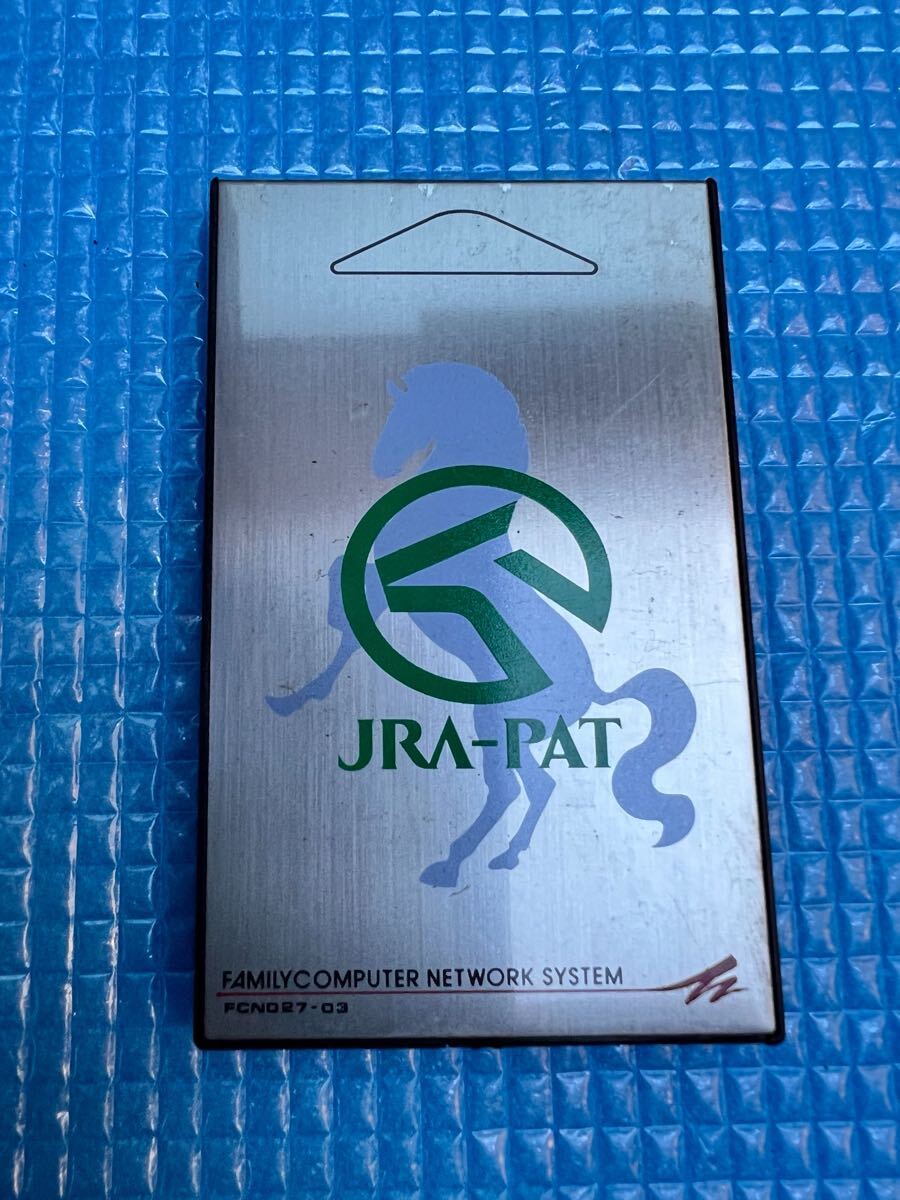 JRA-PAT
FAMILYCOMPUTER NETWORK SYSTEM
FCN027-03